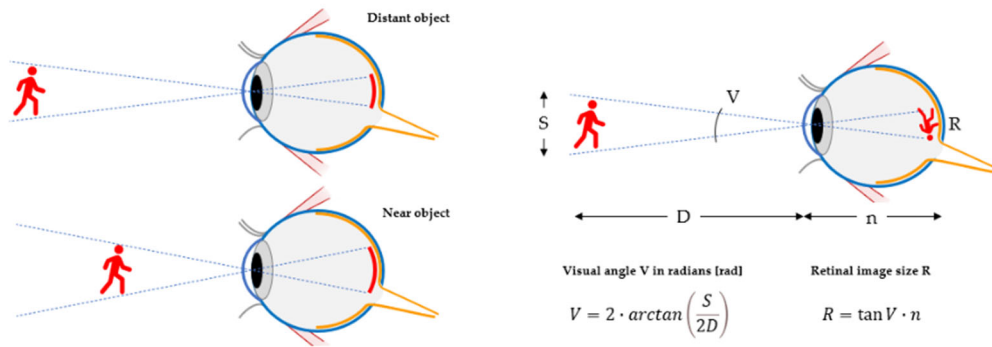 Distant object
Near object
V
S
R
D
n
Visual angle V in radians [rad]
Retinal image size R
V = 2 · arctan(S/2D)
R = tan V · n